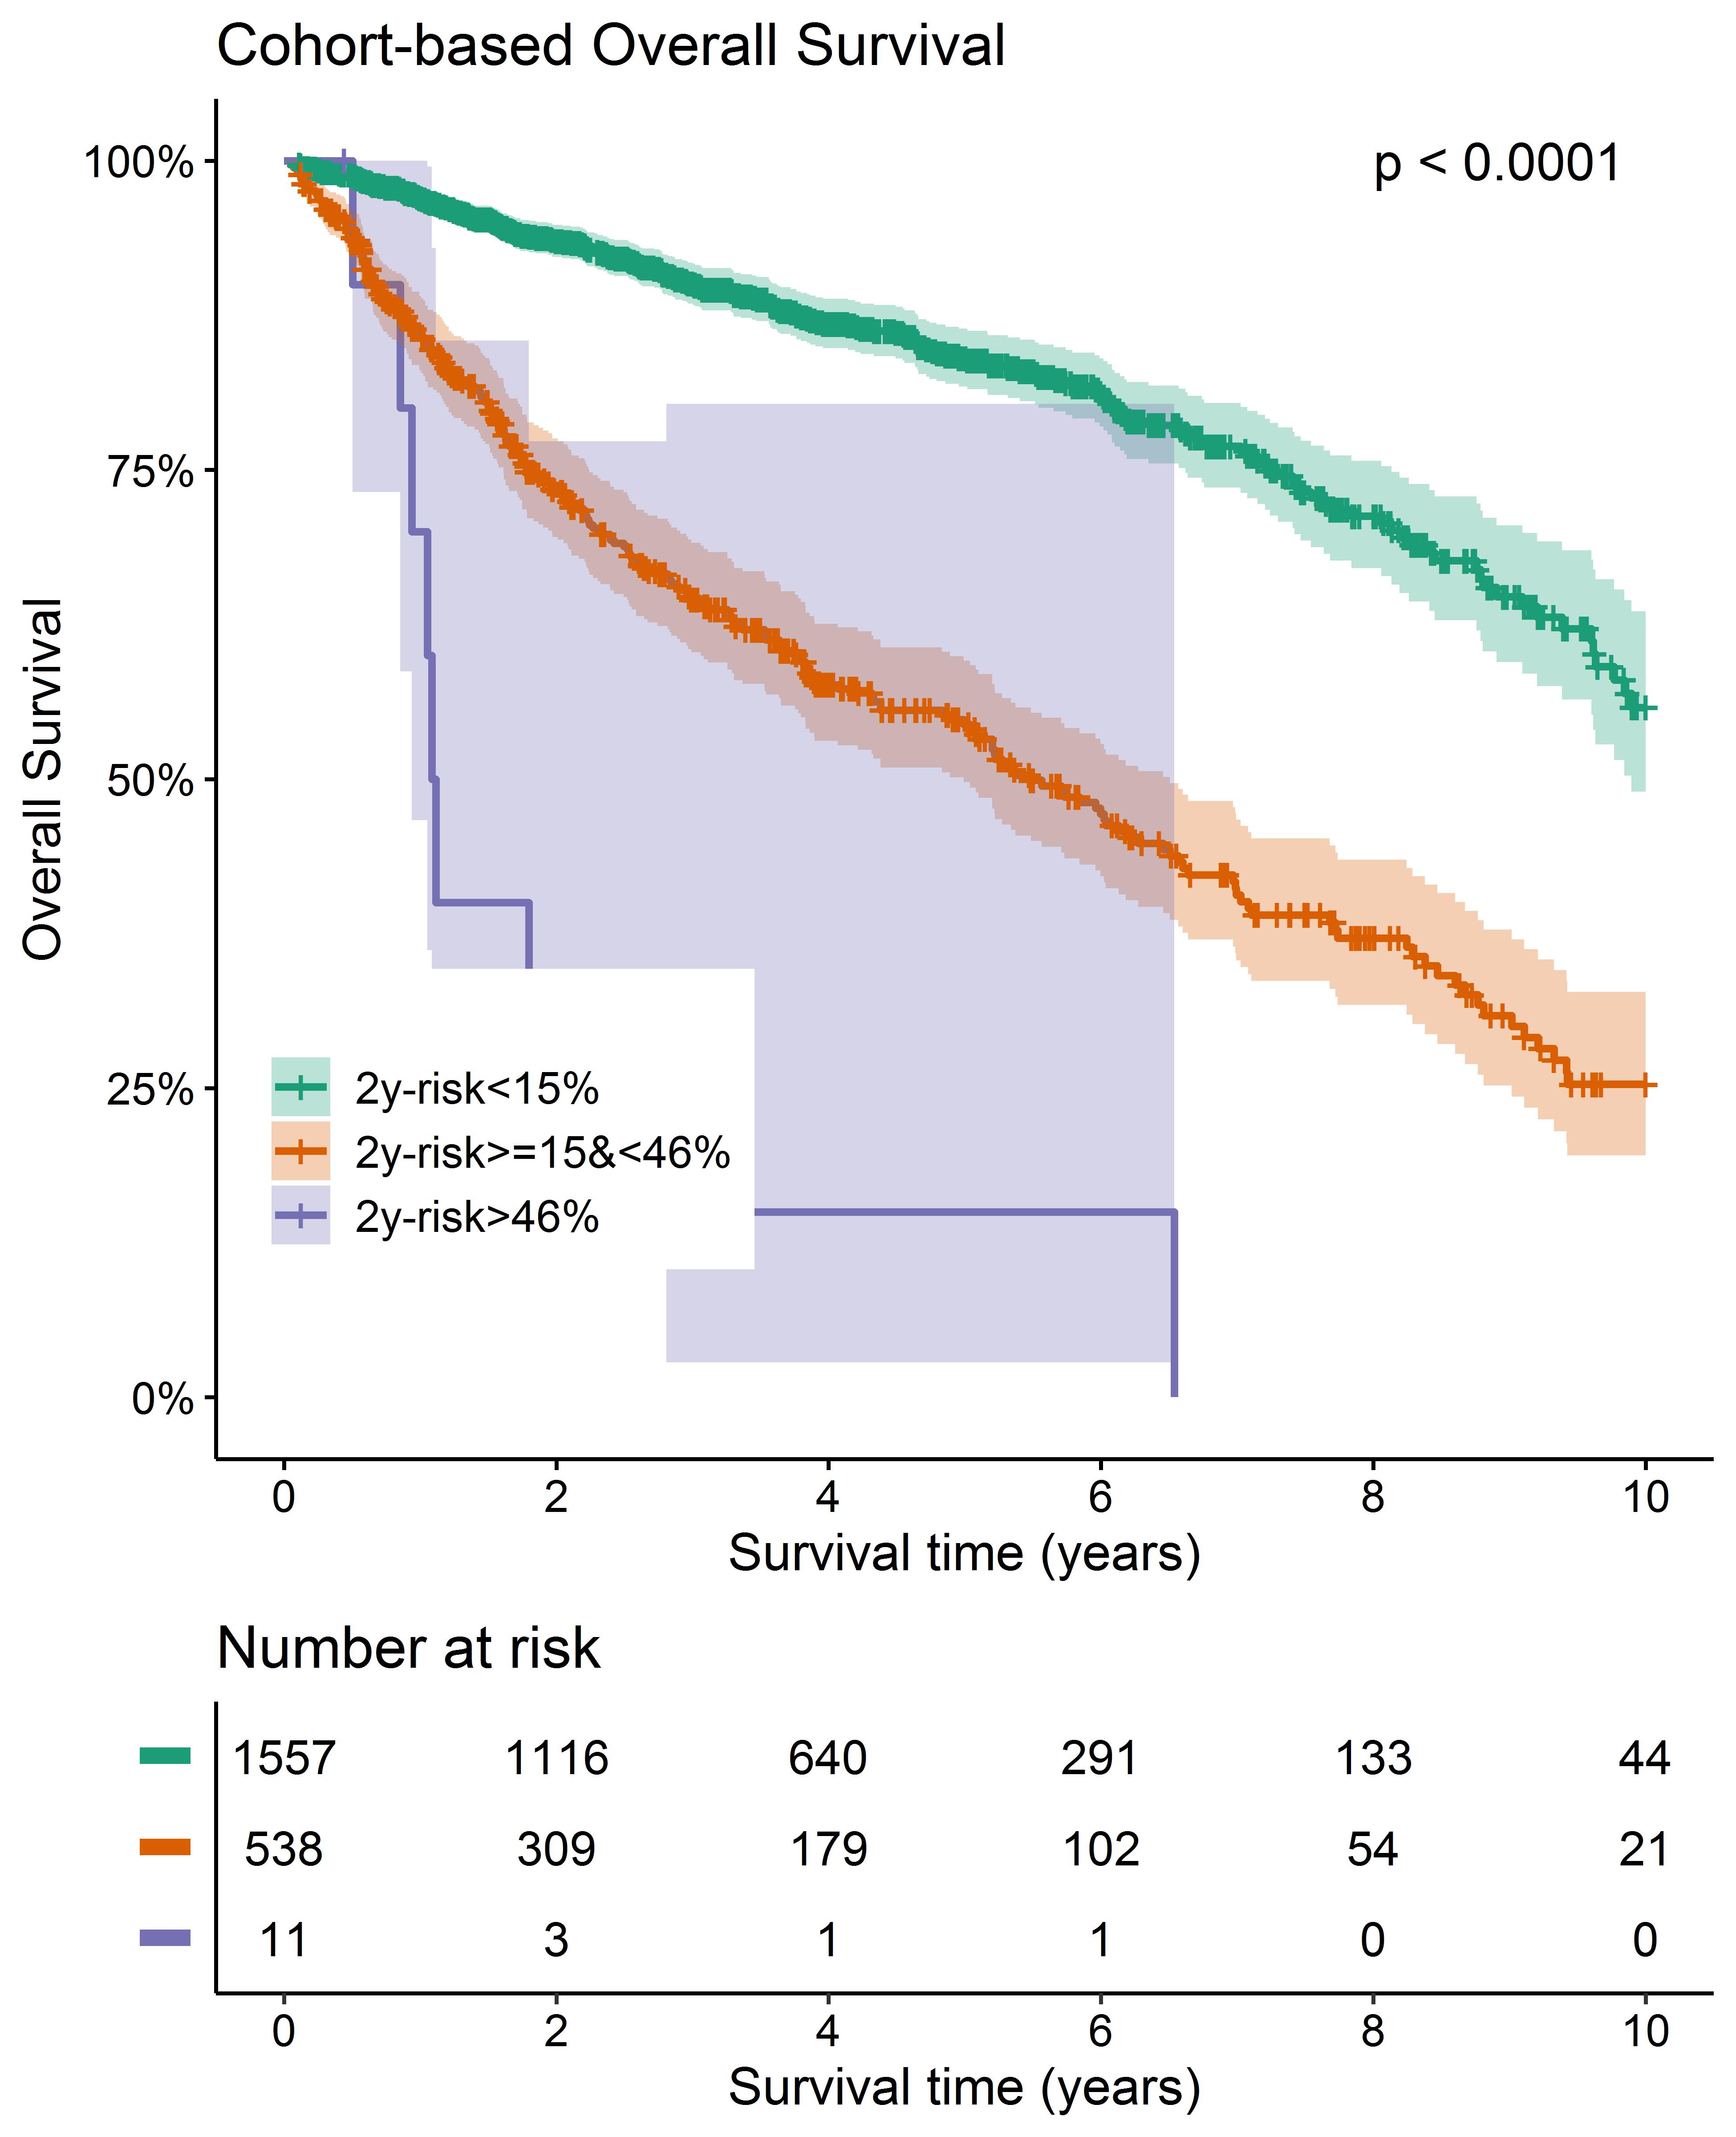 Cohort-based Overall Survival
p < 0.0001
100%
75%
50%
25%
0%
Overall Survival
2y-risk<15%
2y-risk>=15&<46%
2y-risk>46%
0 2 4 6 8 10
Survival time (years)
Number at risk
1557 1116 640 291 133 44
538 309 179 102 54 21
11 3 1 1 0 0
0 2 4 6 8 10
Survival time (years)